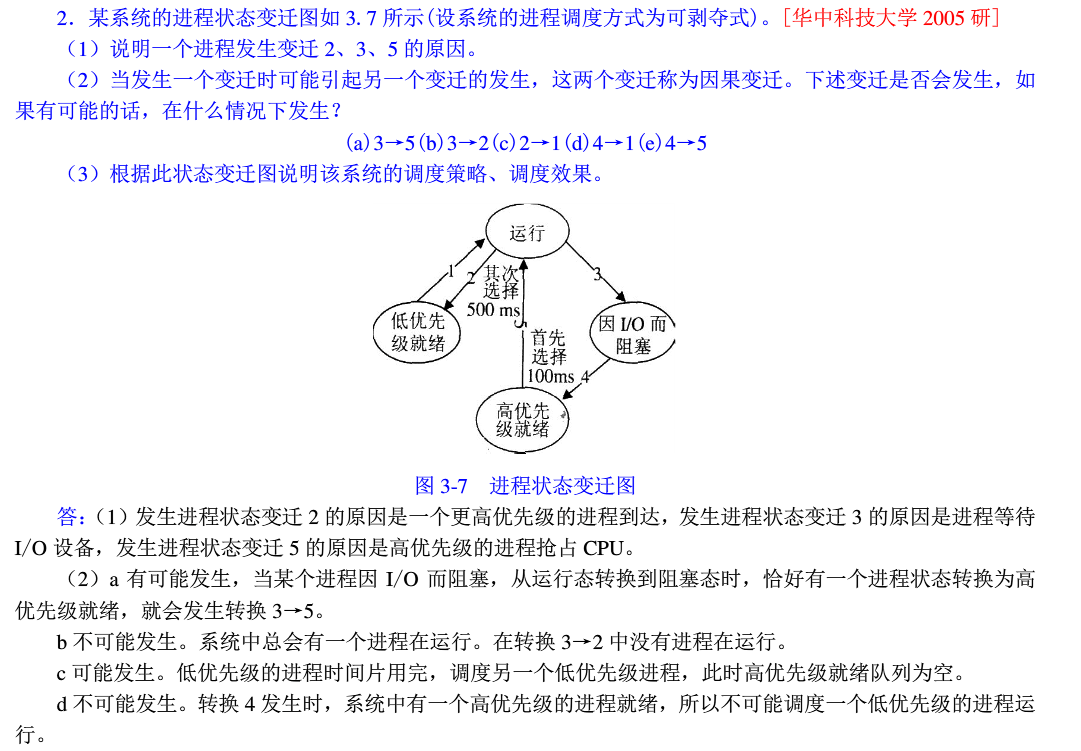 2．某系统的进程状态变迁图如 3. 7 所示(设系统的进程调度方式为可剥夺式)。[华中科技大学 2005 研]
（1）说明一个进程发生变迁 2、3、5 的原因。
（2）当发生一个变迁时可能引起另一个变迁的发生，这两个变迁称为因果变迁。下述变迁是否会发生，如
果有可能的话，在什么情况下发生？
(a)3→5(b)3→2(c)2→1(d)4→1(e)4→5
（3）根据此状态变迁图说明该系统的调度策略、调度效果。
运行
1
2
其次
选择
500 ms
3
低优先
级就绪
5
因 I/O 而
阻塞
首先
选择
100ms
4
高优先
级就绪
图 3-7 进程状态变迁图
答：（1）发生进程状态变迁 2 的原因是一个更高优先级的进程到达，发生进程状态变迁 3 的原因是进程等待
I/O 设备，发生进程状态变迁 5 的原因是高优先级的进程抢占 CPU。
（2）a 有可能发生，当某个进程因 I/O 而阻塞，从运行态转换到阻塞态时，恰好有一个进程状态转换为高
优先级就绪，就会发生转换 3→5。
b 不可能发生。系统中总会有一个进程在运行。在转换 3→2 中没有进程在运行。
c 可能发生。低优先级的进程时间片用完，调度另一个低优先级进程，此时高优先级就绪队列为空。
d 不可能发生。转换 4 发生时，系统中有一个高优先级的进程就绪，所以不可能调度一个低优先级的进程运
行。